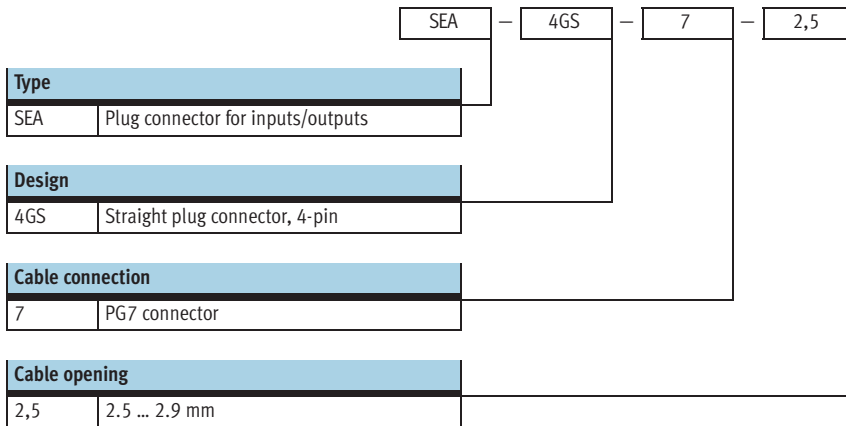 SEA – 4GS – 7 – 2,5
Type
SEA Plug connector for inputs/outputs
Design
4GS Straight plug connector, 4-pin
Cable connection
7 PG7 connector
Cable opening
2,5 2.5 … 2.9 mm